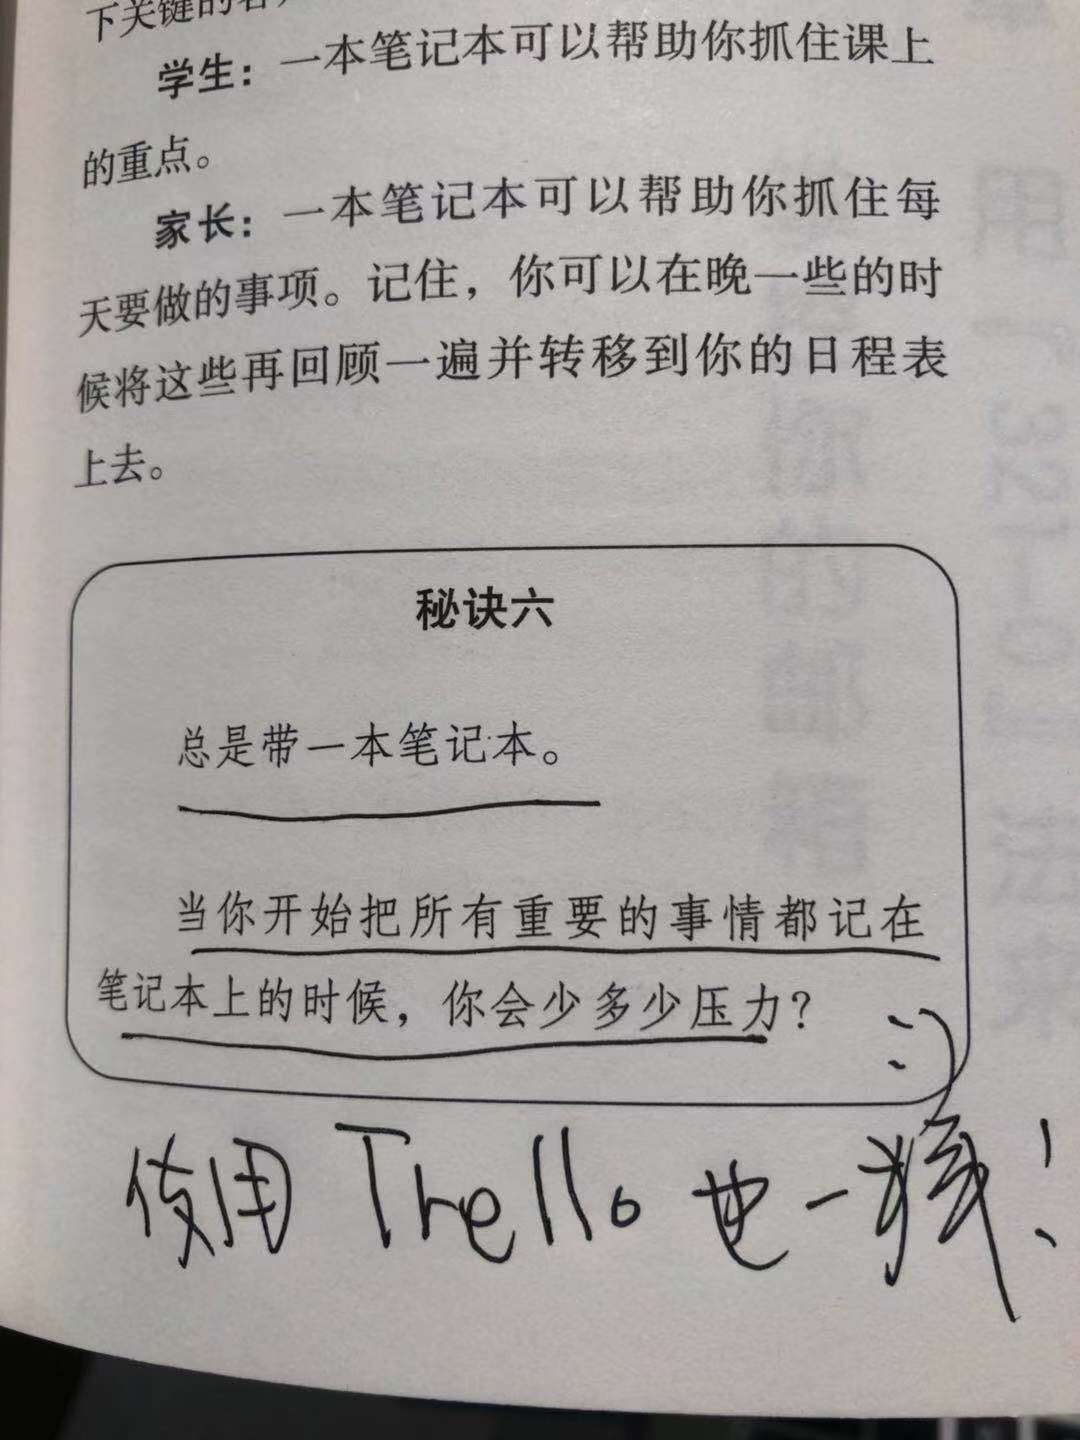 下关键的
学生：一本笔记本可以帮助你抓住课上
的重点。
家长：一本笔记本可以帮助你抓住每
天要做的事项。记住，你可以在晚一些的时
候将这些再回顾一遍并转移到你的日程表
上去。
秘诀六
总是带一本笔记本。
当你开始把所有重要的事情都记在
笔记本上的时候，你会少多少压力？
:)
使用 Trello 也一样！